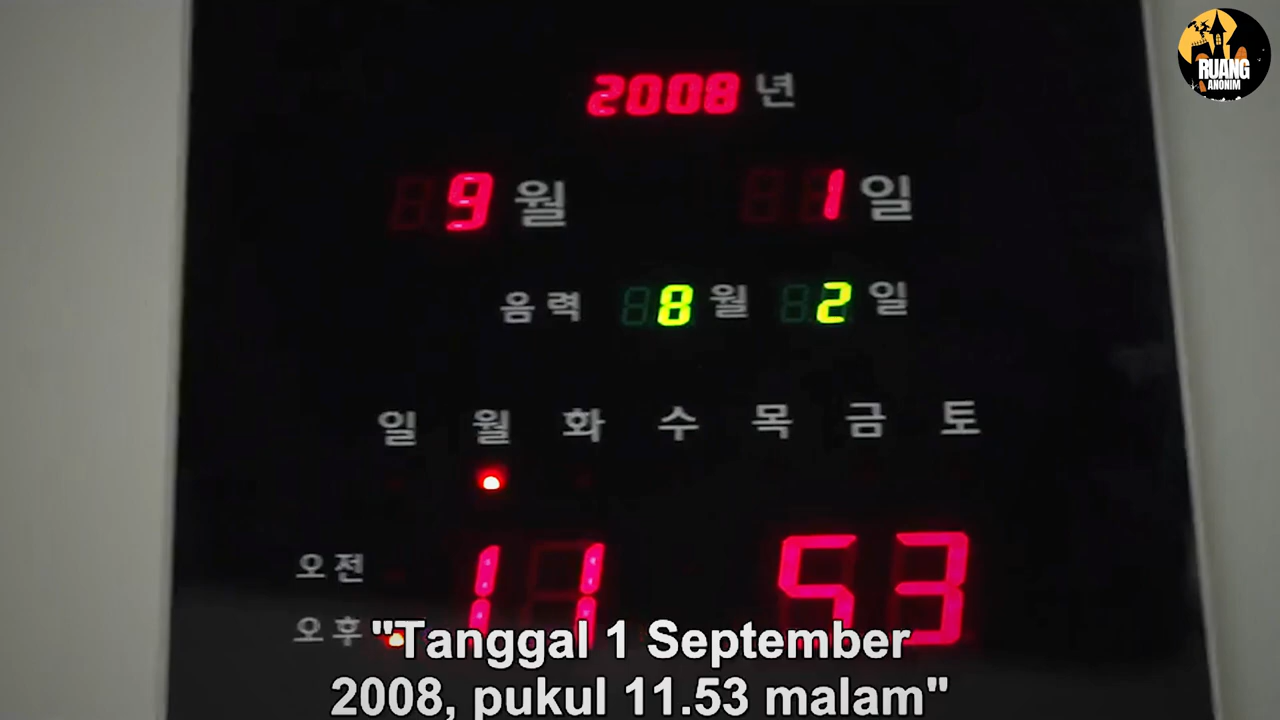 RUANG
ANONIM
2008 년
9 월 1 일
음력 8 월 2 일
일 월 화 수 목 금 토
오전
오후 11 53
"Tanggal 1 September
2008, pukul 11.53 malam"